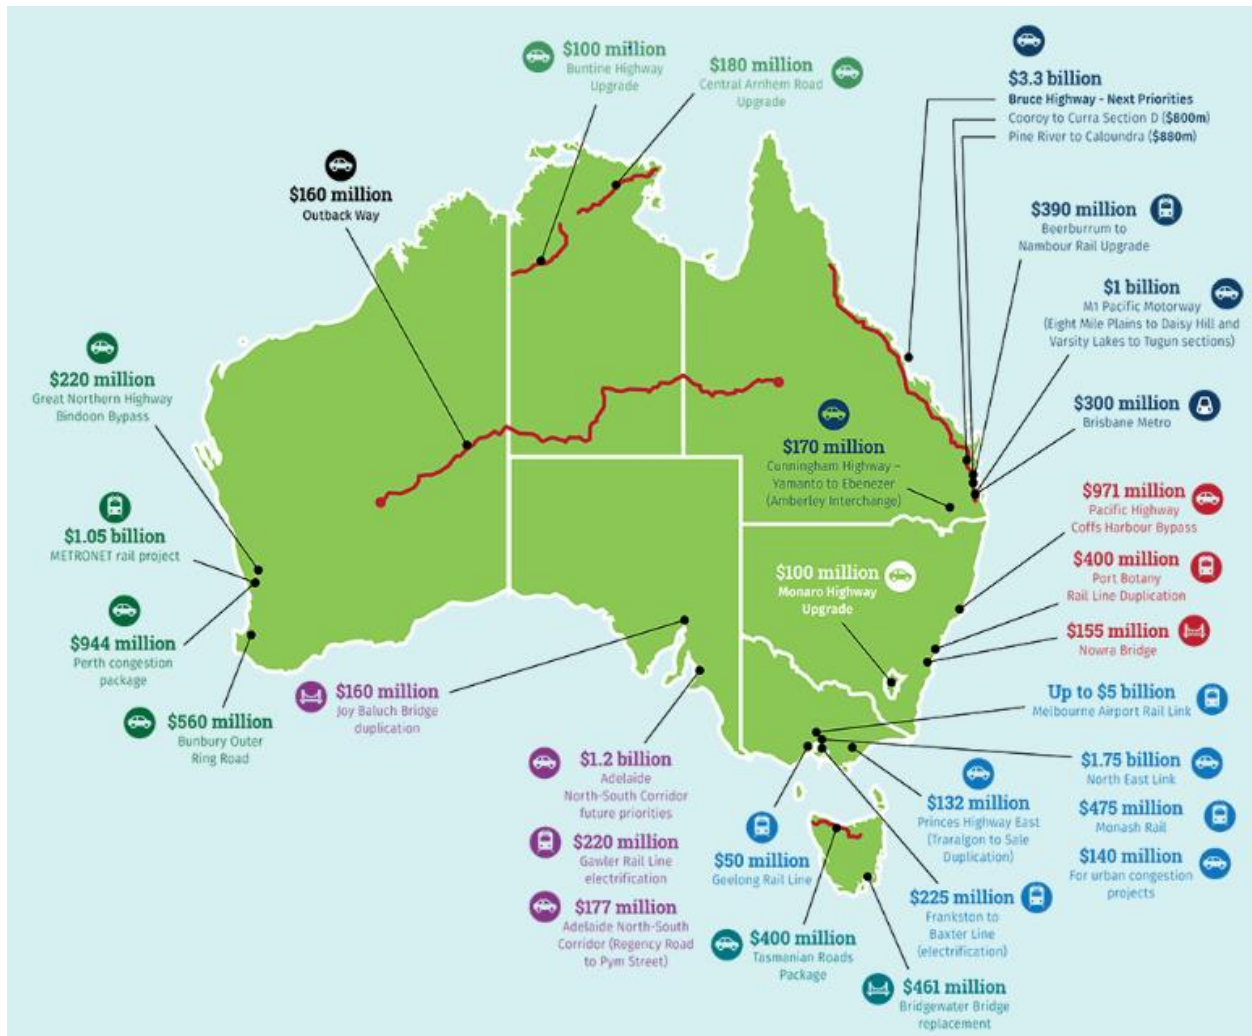 $100 million
Buntine Highway
Upgrade
$180 million
Central Arnhem Road
Upgrade
$3.3 billion
Bruce Highway - Next Priorities
Cooroy to Curra Section D ($800m)
Pine River to Caloundra ($880m)
$160 million
Outback Way
$390 million
Beerburrum to
Nambour Rail Upgrade
$1 billion
M1 Pacific Motorway
(Eight Mile Plains to Daisy Hill and
Varsity Lakes to Tugun sections)
$220 million
Great Northern Highway
Bindoon Bypass
$300 million
Brisbane Metro
$170 million
Cunningham Highway –
Yamanto to Ebenezer
(Amberley Interchange)
$971 million
Pacific Highway
Coffs Harbour Bypass
$1.05 billion
METRONET rail project
$400 million
Port Botany
Rail Line Duplication
$100 million
Monaro Highway
Upgrade
$944 million
Perth congestion
package
$155 million
Nowra Bridge
$160 million
Joy Baluch Bridge
duplication
Up to $5 billion
Melbourne Airport Rail Link
$560 million
Bunbury Outer
Ring Road
$1.2 billion
Adelaide
North-South Corridor
future priorities
$1.75 billion
North East Link
$132 million
Princes Highway East
(Traralgon to Sale
Duplication)
$475 million
Monash Rail
$220 million
Gawler Rail Line
electrification
$50 million
Geelong Rail Line
$140 million
For urban congestion
projects
$177 million
Adelaide North-South
Corridor (Regency Road
to Pym Street)
$225 million
Frankston to
Baxter Line
(electrification)
$400 million
Tasmanian Roads
Package
$461 million
Bridgewater Bridge
replacement